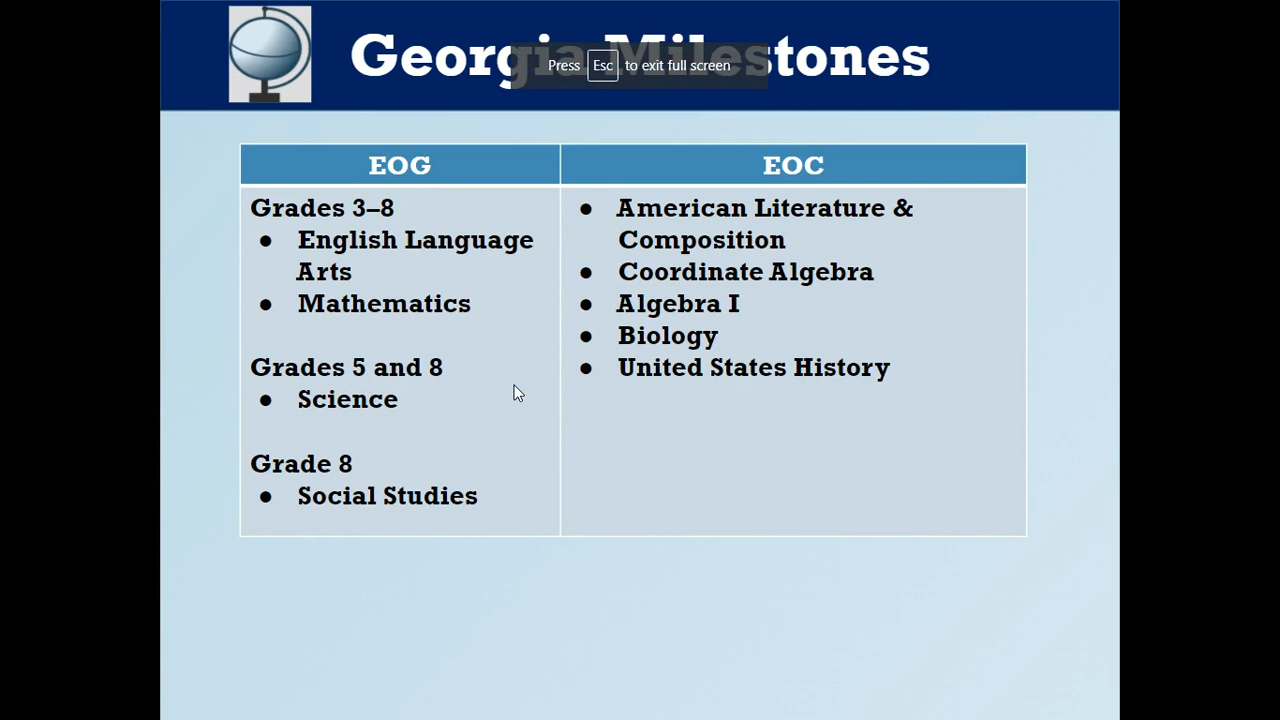 Georgia Milestones
Press Esc to exit full screen
EOG
Grades 3–8
● English Language
Arts
● Mathematics
Grades 5 and 8
● Science
Grade 8
● Social Studies
EOC
● American Literature &
Composition
● Coordinate Algebra
● Algebra I
● Biology
● United States History